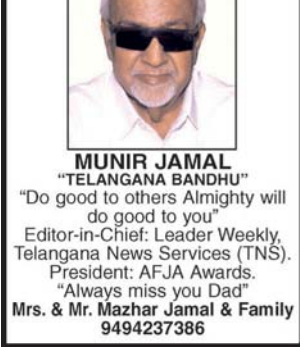 MUNIR JAMAL
“TELANGANA BANDHU”
“Do good to others Almighty will
do good to you”
Editor-in-Chief: Leader Weekly,
Telangana News Services (TNS).
President: AFJA Awards.
“Always miss you Dad”
Mrs. & Mr. Mazhar Jamal & Family
9494237386